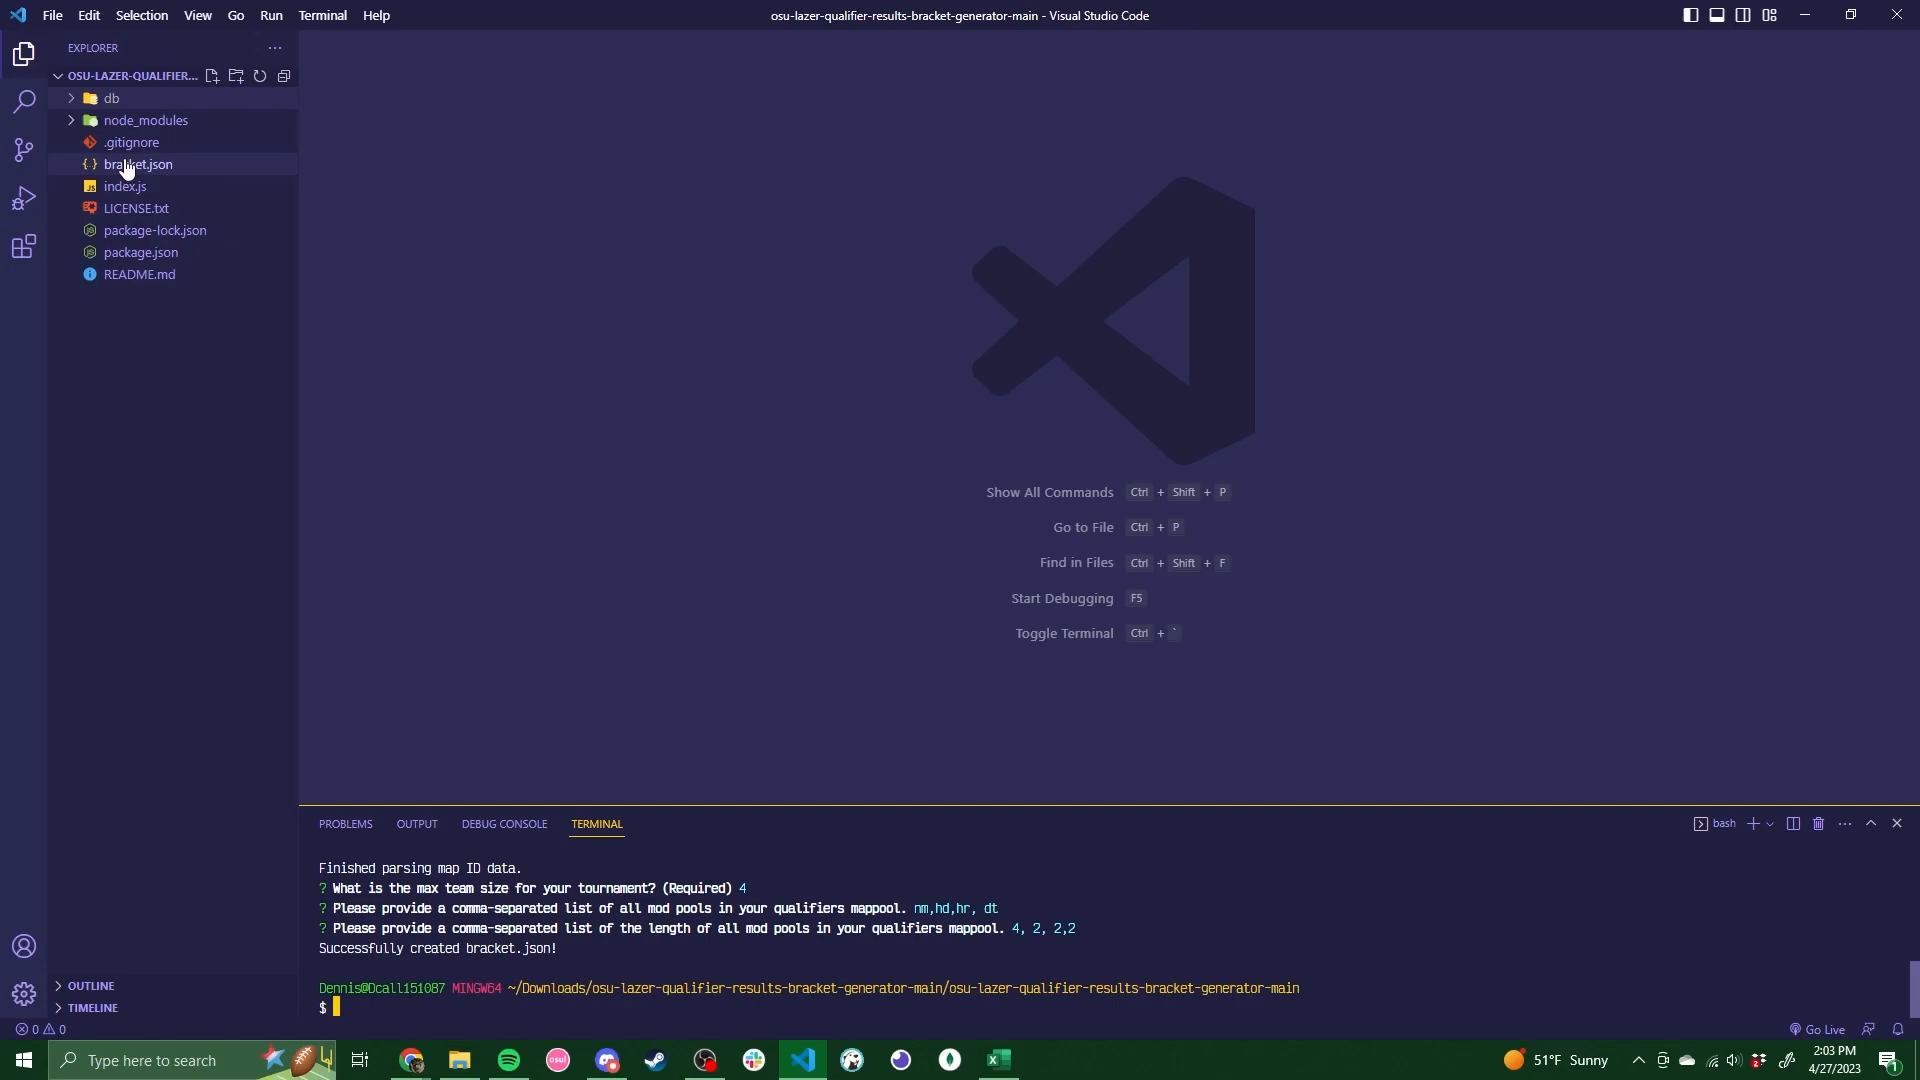 File Edit Selection View Go Run Terminal Help
osu-lazer-qualifier-results-bracket-generator-main - Visual Studio Code
EXPLORER
OSU-LAZER-QUALIFIER...
db
node_modules
.gitignore
bracket.json
index.js
LICENSE.txt
package-lock.json
package.json
README.md
Show All Commands Ctrl + Shift + P
Go to File Ctrl + P
Find in Files Ctrl + Shift + F
Start Debugging F5
Toggle Terminal Ctrl + `
PROBLEMS OUTPUT DEBUG CONSOLE TERMINAL
bash
Finished parsing map ID data.
? What is the max team size for your tournament? (Required) 4
? Please provide a comma-separated list of all mod pools in your qualifiers mappool. nm,hd,hr, dt
? Please provide a comma-separated list of the length of all mod pools in your qualifiers mappool. 4, 2, 2,2
Successfully created bracket.json!
Dennis@Dcall151087 MINGW64 ~/Downloads/osu-lazer-qualifier-results-bracket-generator-main/osu-lazer-qualifier-results-bracket-generator-main
$
OUTLINE
TIMELINE
0 0
Go Live
Type here to search
osu!
51°F Sunny
2:03 PM
4/27/2023
1